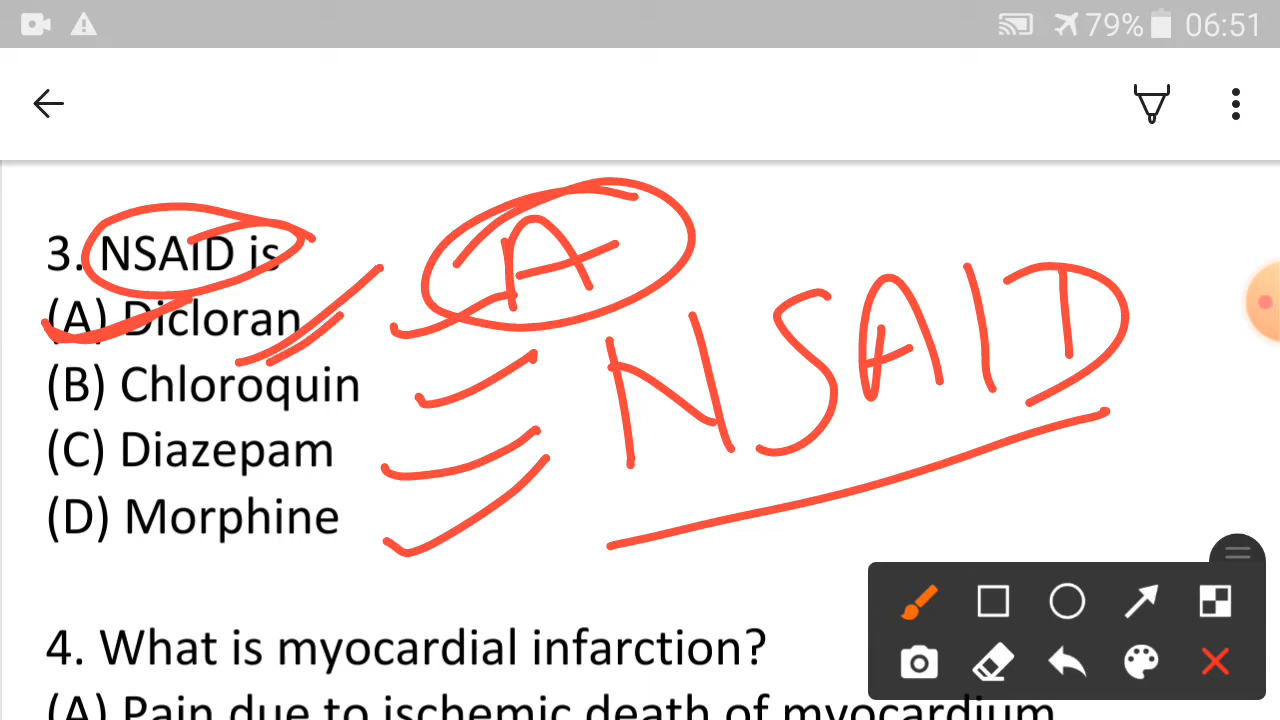 79% 06:51
3. NSAID is
A
(A) Dicloran
NSAID
(B) Chloroquin
(C) Diazepam
(D) Morphine
4. What is myocardial infarction?
(A) Pain due to ischemic death of myocardium